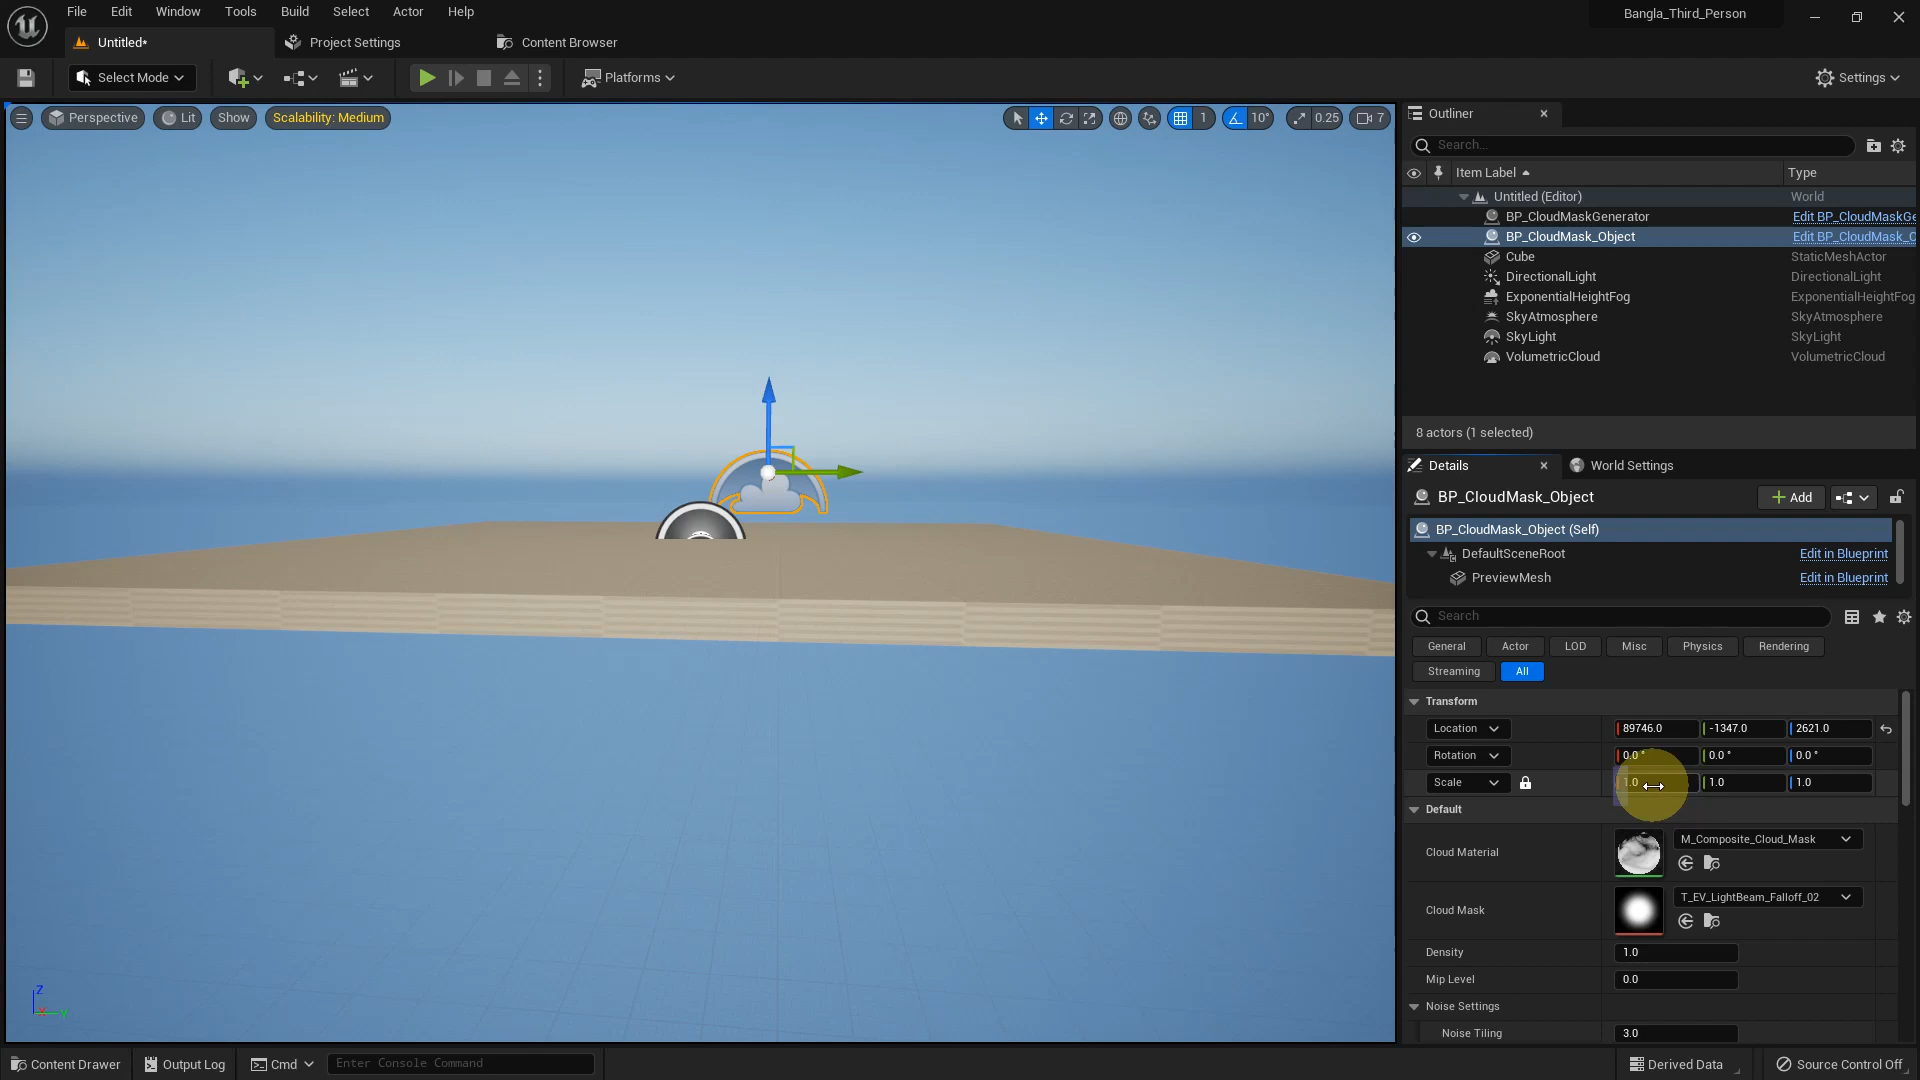 File Edit Window Tools Build Select Actor Help
Bangla_Third_Person
Untitled* Project Settings Content Browser
Select Mode Platforms Settings
Perspective Lit Show Scalability: Medium 1 10° 0.25 7
Outliner
Search...
Item Label Type
Untitled (Editor) World
BP_CloudMaskGenerator Edit BP_CloudMaskGe
BP_CloudMask_Object Edit BP_CloudMask_O
Cube StaticMeshActor
DirectionalLight DirectionalLight
ExponentialHeightFog ExponentialHeightFog
SkyAtmosphere SkyAtmosphere
SkyLight SkyLight
VolumetricCloud VolumetricCloud
8 actors (1 selected)
Details World Settings
BP_CloudMask_Object Add
BP_CloudMask_Object (Self)
DefaultSceneRoot Edit in Blueprint
PreviewMesh Edit in Blueprint
Search
General Actor LOD Misc Physics Rendering
Streaming All
Transform
Location 89746.0 -1347.0 2621.0
Rotation 0.0 ° 0.0 ° 0.0 °
Scale 1.0 1.0 1.0
Default
Cloud Material M_Composite_Cloud_Mask
Cloud Mask T_EV_LightBeam_Falloff_02
Density 1.0
Mip Level 0.0
Noise Settings
Noise Tiling 3.0
Z
X Y
Content Drawer Output Log Cmd Enter Console Command Derived Data Source Control Off